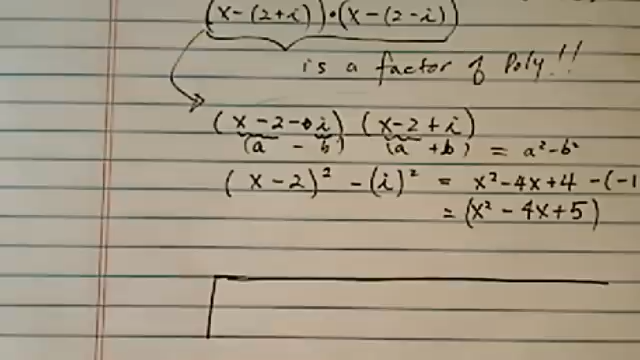 (x-(2+i))•(x-(2-i))
is a factor of Poly!!
(x-2-i) (x-2+i)
(a - b) (a + b) = a²-b²
(x-2)² - (i)² = x²-4x+4-(-1
= (x²-4x+5)